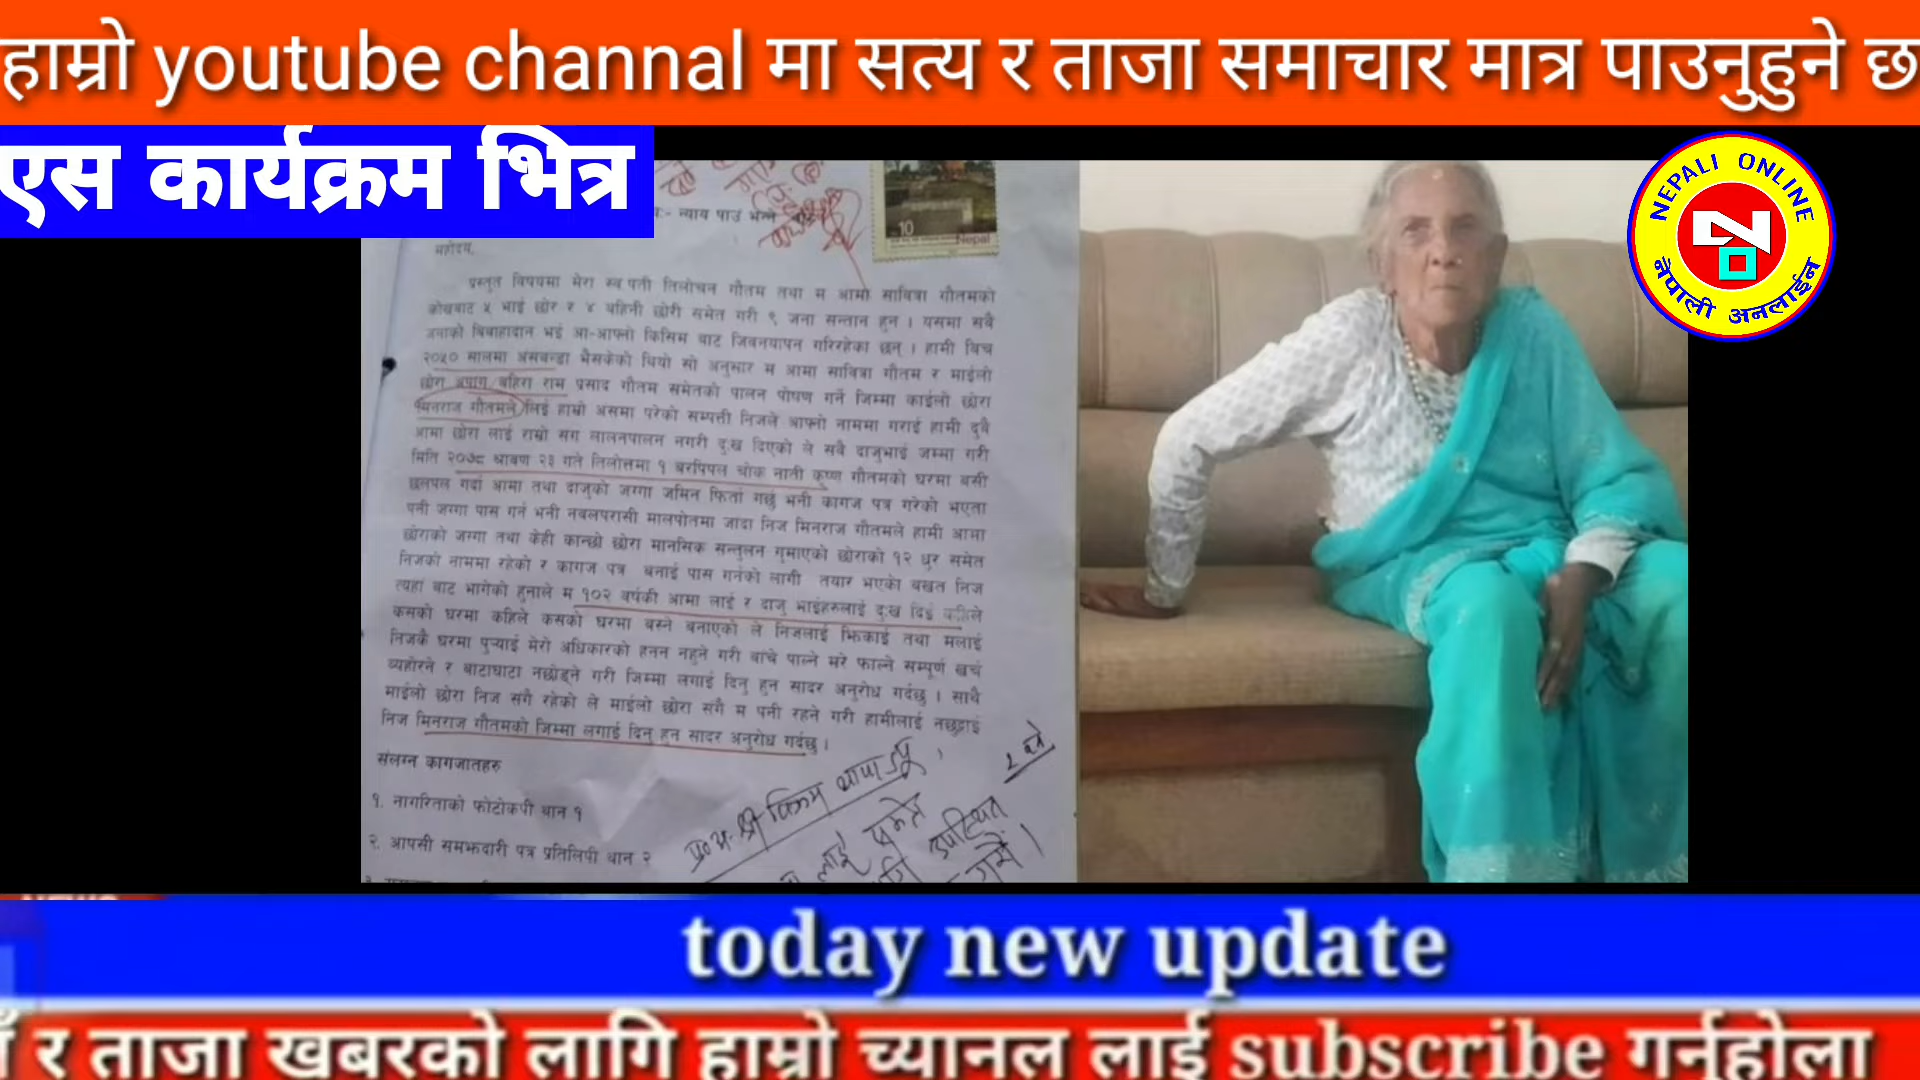 हाम्रो youtube channal मा सत्य र ताजा समाचार मात्र पाउनुहुने छ
एस कार्यक्रम भित्र
NEPALI ONLINE
नेपाली अनलाईन
10
Nepal
न्याय पाउं भन्ने
महोदय,
प्रस्तुत विषयमा मेरा स्व पती तिलोचन गौतम तथा म आमा सावित्रा गौतमको
कोखबाट ५ भाई छोर र ४ बहिनी छोरी समेत गरी ९ जना सन्तान हुन । यसमा सबै
जनाको बिबाहादान भई आ-आफ्नो किसिम बाट जिवनयापन गरिरहेका छन् । हामी बिच
२०५० सालमा अंसबन्डा भैसकेको थियो सो अनुसार म आमा सावित्रा गौतम र माईलो
छोरा अपांग बहिरा राम प्रसाद गौतम समेतको पालन पोषण गर्ने जिम्मा काईलो छोरा
मिनराज गौतमले लिई हाम्रो अंसमा परेको सम्पत्ती निजले आफ्नो नाममा गराई हामी दुबै
आमा छोरा लाई राम्रो संग लालनपालन नगरी दुःख दिएको ले सबै दाजुभाई जम्मा गरी
मिति २०७८ श्रावण २३ गते तिलोत्तमा १ बरपिपल चोक नाती कृष्ण गौतमको घरमा बसी
छलफल गर्दा आमा तथा दाजुको जग्गा जमिन फिर्ता गर्छु भनी कागज पत्र गरेको भएता
पनी जग्गा पास गर्न भनी नवलपरासी मालपोतमा जादा निज मिनराज गौतमले हामी आमा
छोराको जग्गा तथा केही कान्छो छोरा मानसिक सन्तुलन गुमाएको छोराको १२ धुर समेत
निजको नाममा रहेको र कागज पत्र बनाई पास गर्नको लागी तयार भएको बखत निज
त्यहा बाट भागेको हुनाले म १०२ वर्षकी आमा लाई र दाजु भाईहरुलाई दुःख दिई कहिले
कसको घरमा कहिले कसको घरमा बस्ने बनाएको ले निजलाई झिकाई तथा मलाई
निजकै घरमा पुर्‍याई मेरो अधिकारको हनन नहुने गरी बांचे पाल्ने मरे फाल्ने सम्पूर्ण खर्च
व्यहोरने र बाटाघाटा नछोड्ने गरी जिम्मा लगाई दिनु हुन सादर अनुरोध गर्दछु । साथै
माईलो छोरा निज संगै रहेको ले माईलो छोरा संगै म पनी रहने गरी हामीलाई नछुट्टाई
निज मिनराज गौतमको जिम्मा लगाई दिनु हुन सादर अनुरोध गर्दछु ।
संलग्न कागजातहरु
१. नागरिताको फोटोकपी थान १
२. आपसी समझदारी पत्र प्रतिलिपी थान २
today new update
र ताजा खबरको लागि हाम्रो च्यानल लाई subscribe गर्नुहोला